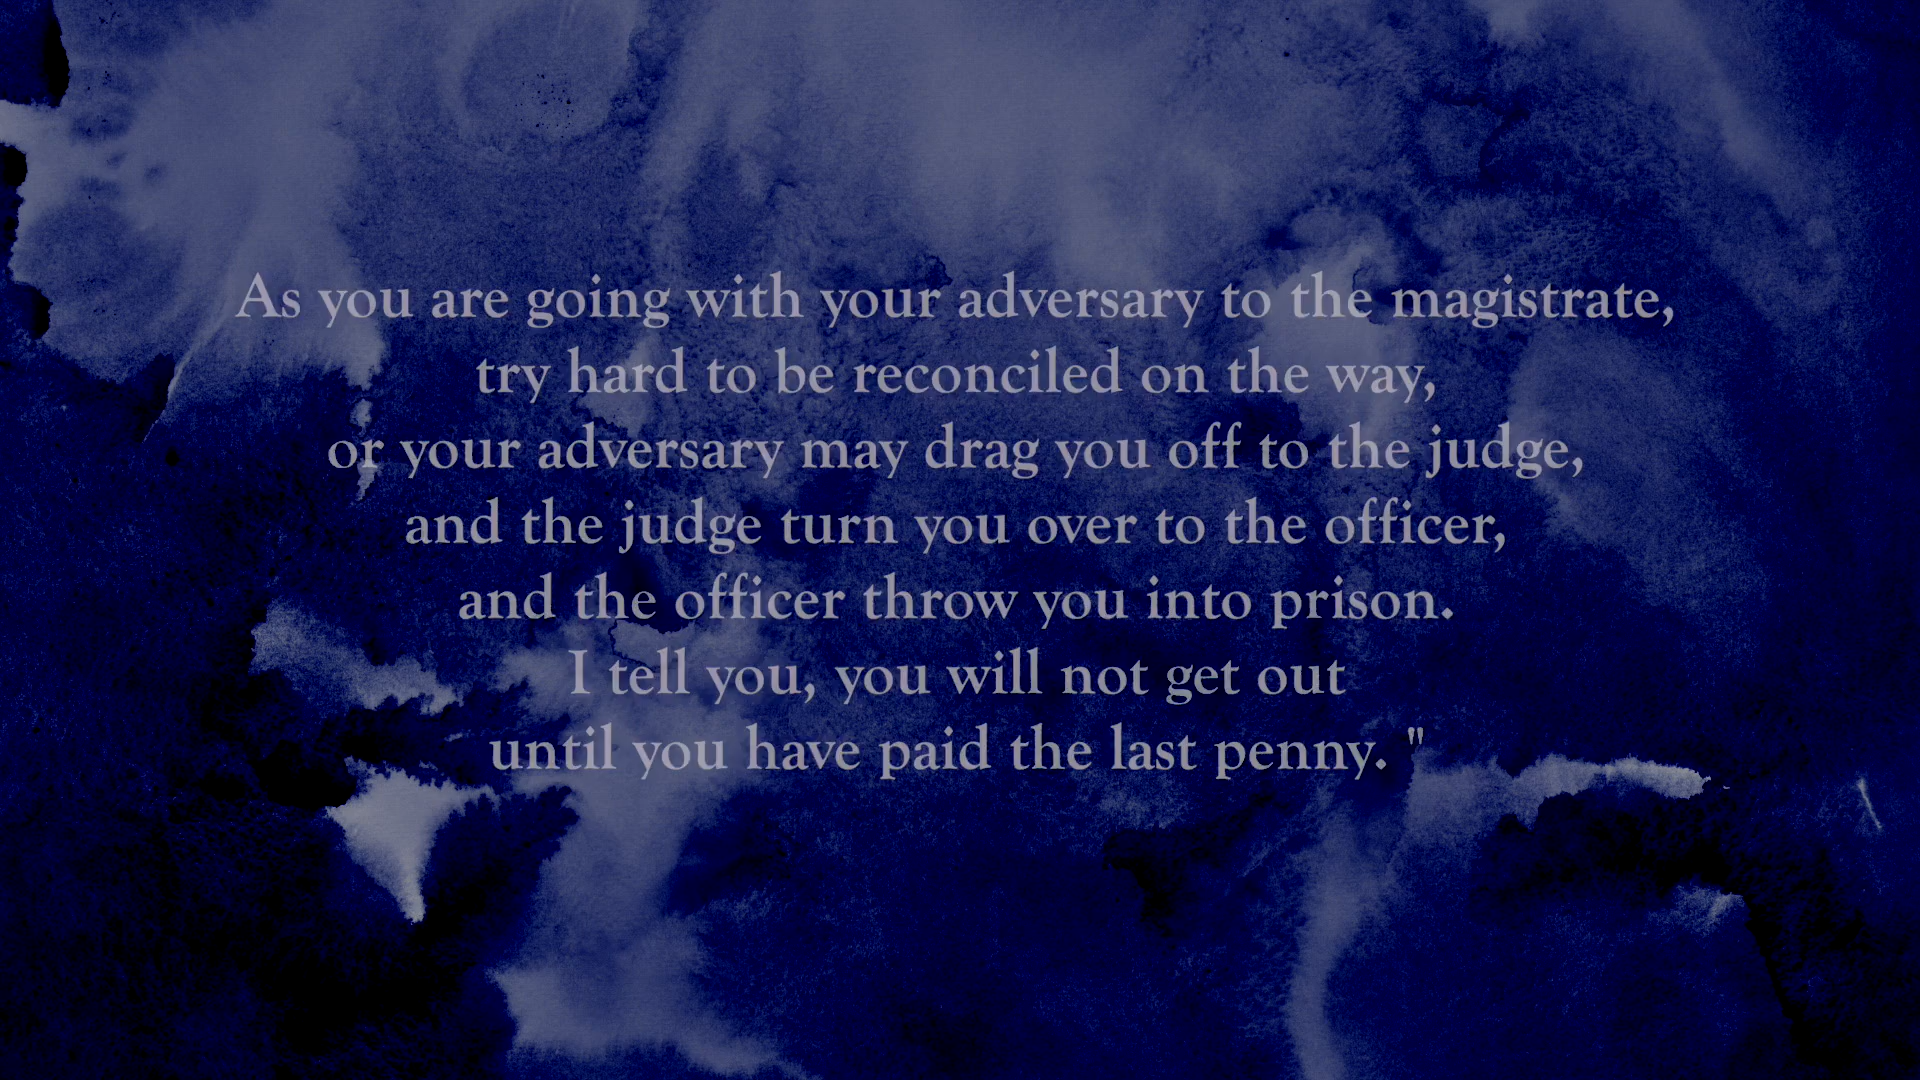 As you are going with your adversary to the magistrate,
try hard to be reconciled on the way,
or your adversary may drag you off to the judge,
and the judge turn you over to the officer,
and the officer throw you into prison.
I tell you, you will not get out
until you have paid the last penny. "